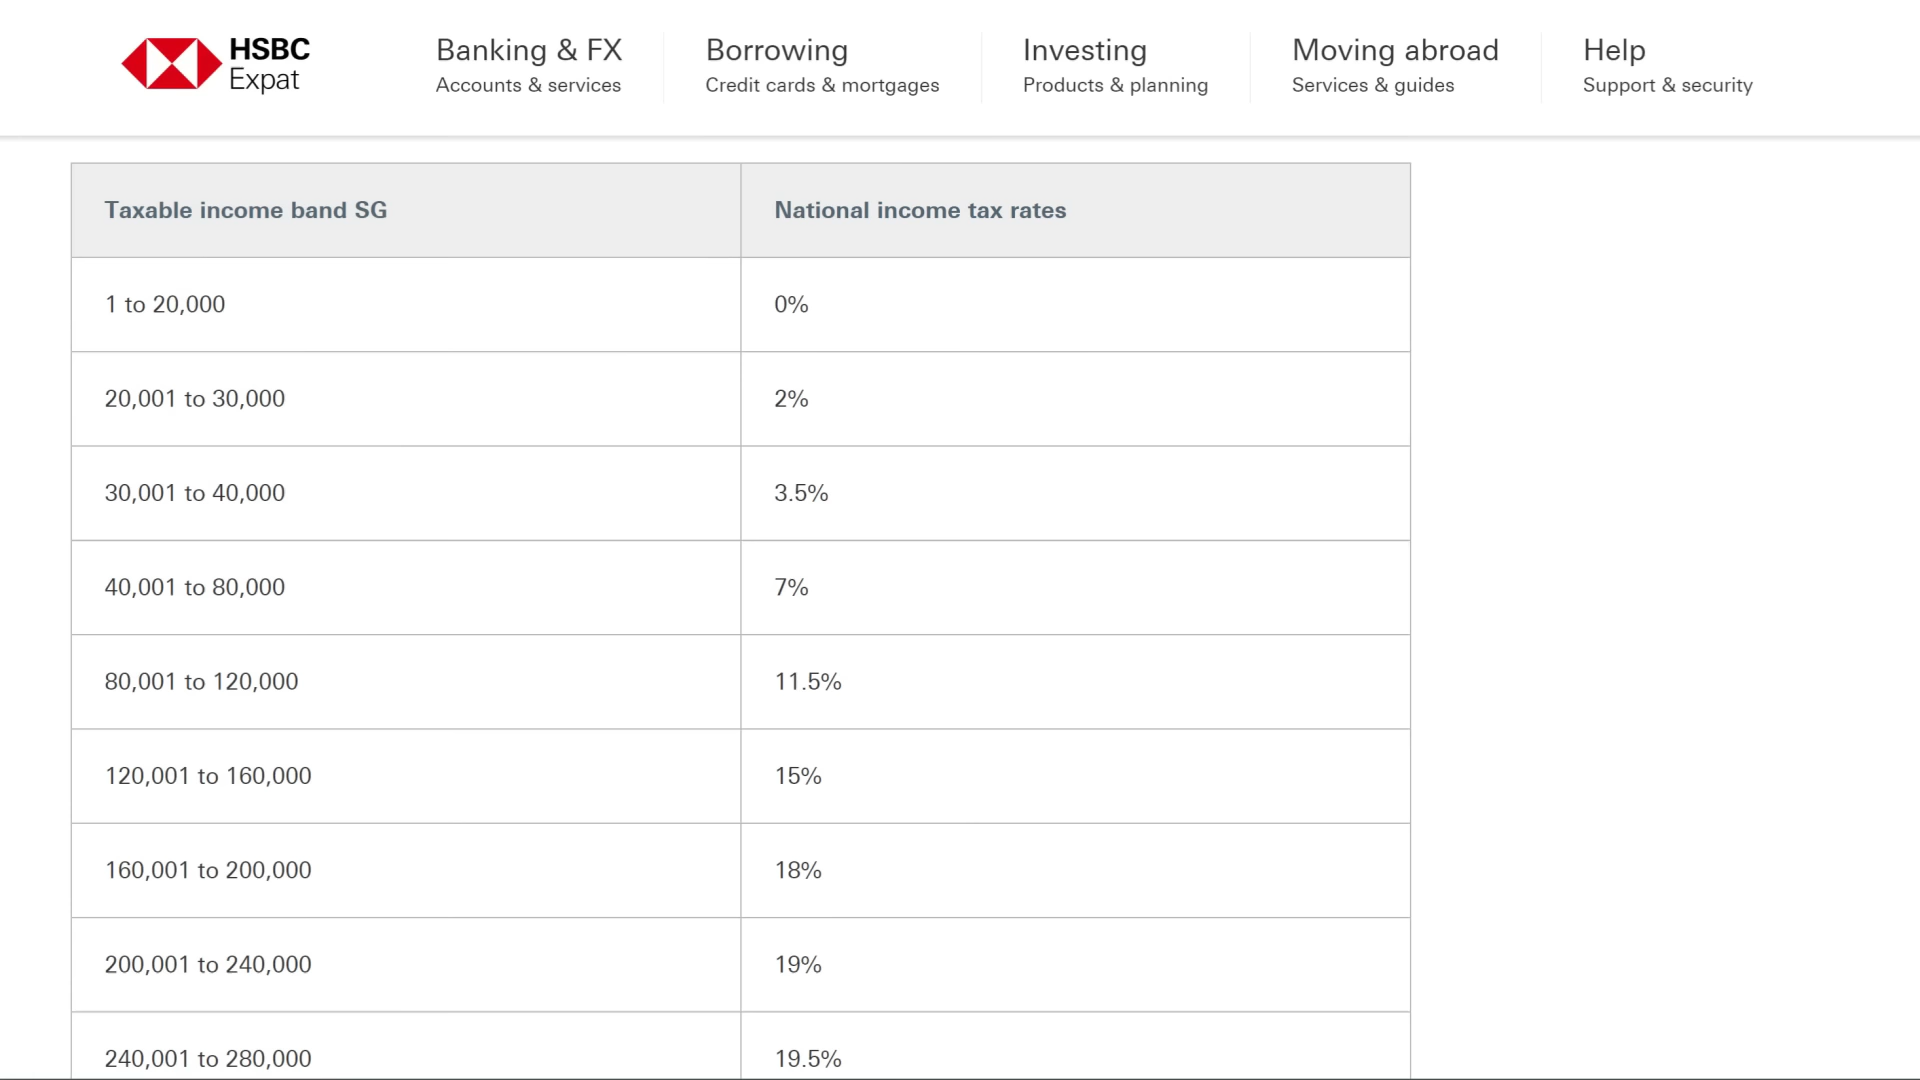 HSBC
Expat
Banking & FX
Accounts & services
Borrowing
Credit cards & mortgages
Investing
Products & planning
Moving abroad
Services & guides
Help
Support & security
Taxable income band SG National income tax rates
1 to 20,000 0%
20,001 to 30,000 2%
30,001 to 40,000 3.5%
40,001 to 80,000 7%
80,001 to 120,000 11.5%
120,001 to 160,000 15%
160,001 to 200,000 18%
200,001 to 240,000 19%
240,001 to 280,000 19.5%